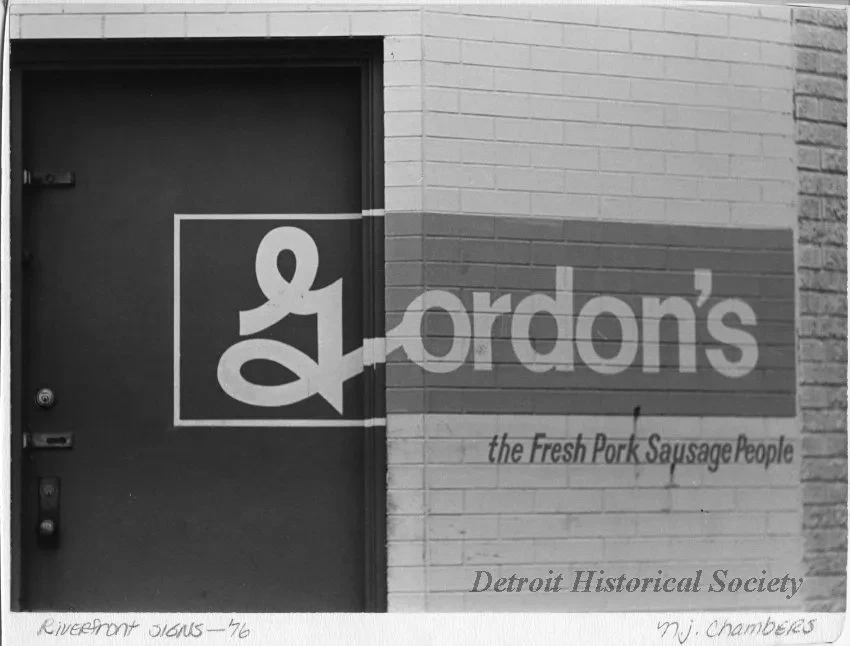 Gordon's
the Fresh Pork Sausage People
Detroit Historical Society
RIVERFRONT SIGNS-'76
N.J. Chambers